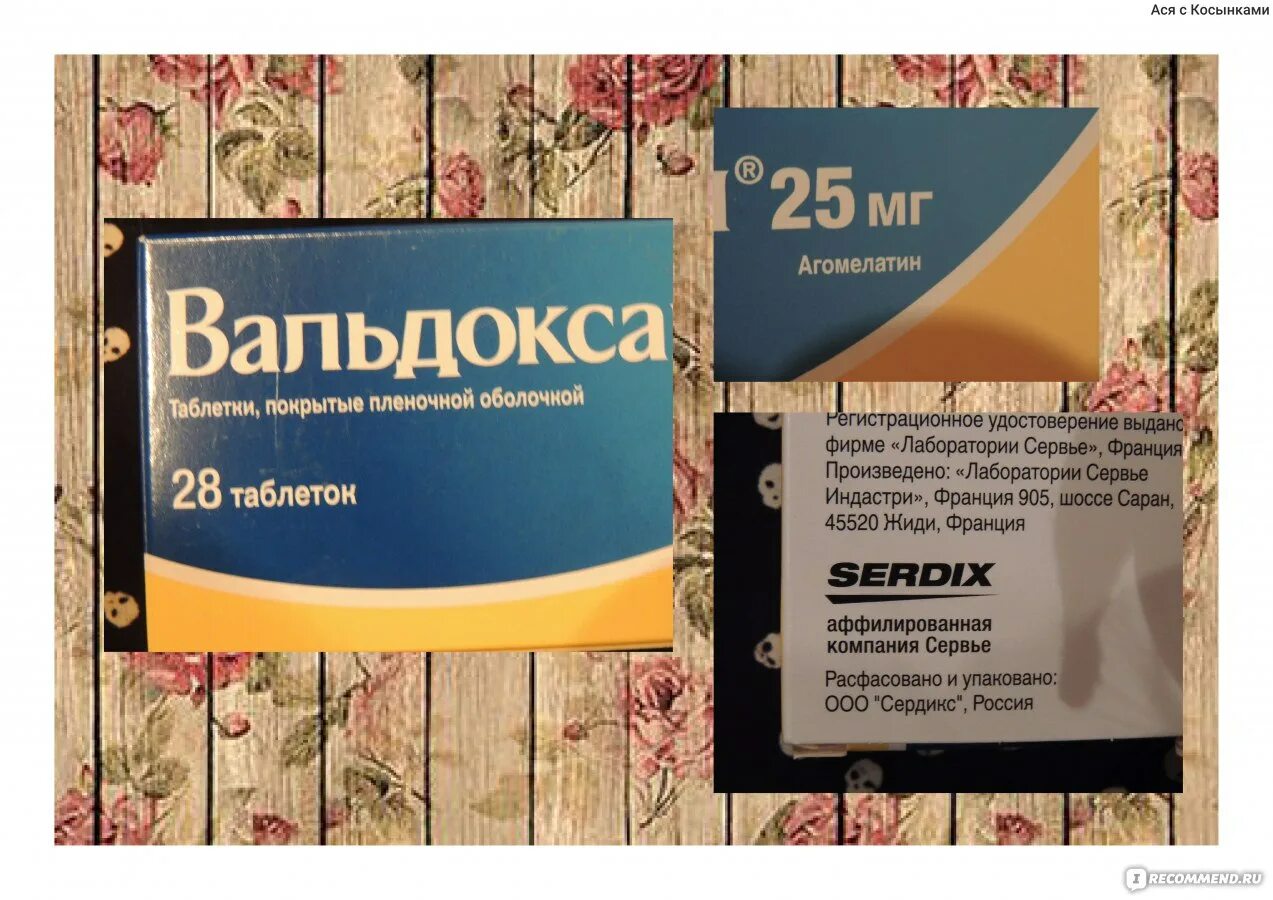 Ася с Косынками
Вальдокса
Таблетки, покрытые пленочной оболочкой
28 таблеток
® 25 мг
Агомелатин
Регистрационное удостоверение выдано
фирме «Лаборатории Сервье», Франция
Произведено: «Лаборатории Сервье
Индастри», Франция 905, шоссе Саран,
45520 Жиди, Франция
SERDIX
аффилированная
компания Сервье
Расфасовано и упаковано:
ООО "Сердикс", Россия
I RECOMMEND.RU